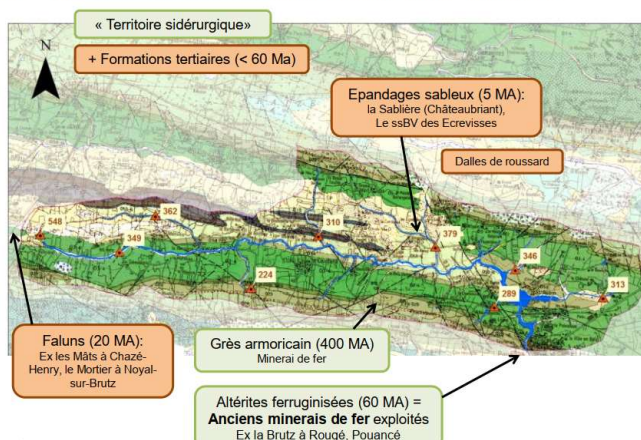 « Territoire sidérurgique»
N
+ Formations tertiaires (< 60 Ma)
Epandages sableux (5 MA):
la Sablière (Châteaubriant),
Le ssBV des Ecrevisses
Dalles de roussard
362
548
310
379
349
346
224
313
289
Faluns (20 MA):
Ex les Mâts à Chazé-
Henry, le Mortier à Noyal-
sur-Brutz
Grès armoricain (400 MA)
Minerai de fer
Altérites ferruginisées (60 MA) =
Anciens minerais de fer exploités
Ex la Brutz à Rougé, Pouancé